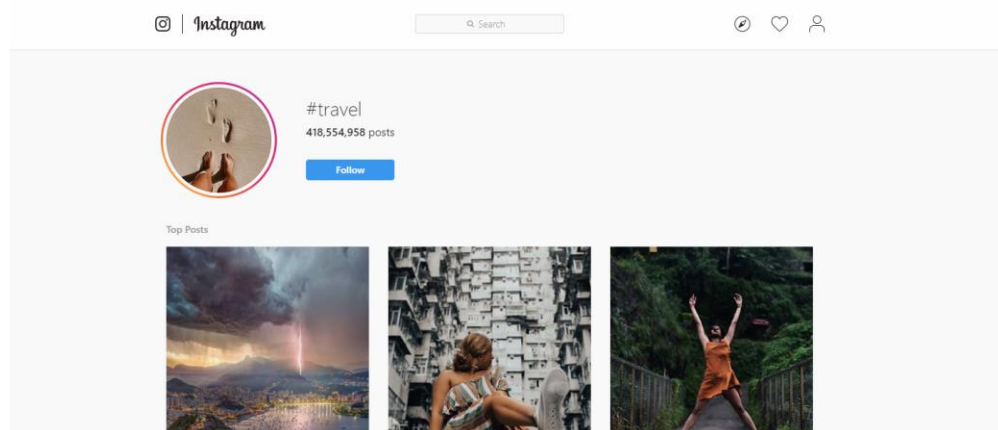 Instagram
Search
#travel
418,554,958 posts
Follow
Top Posts